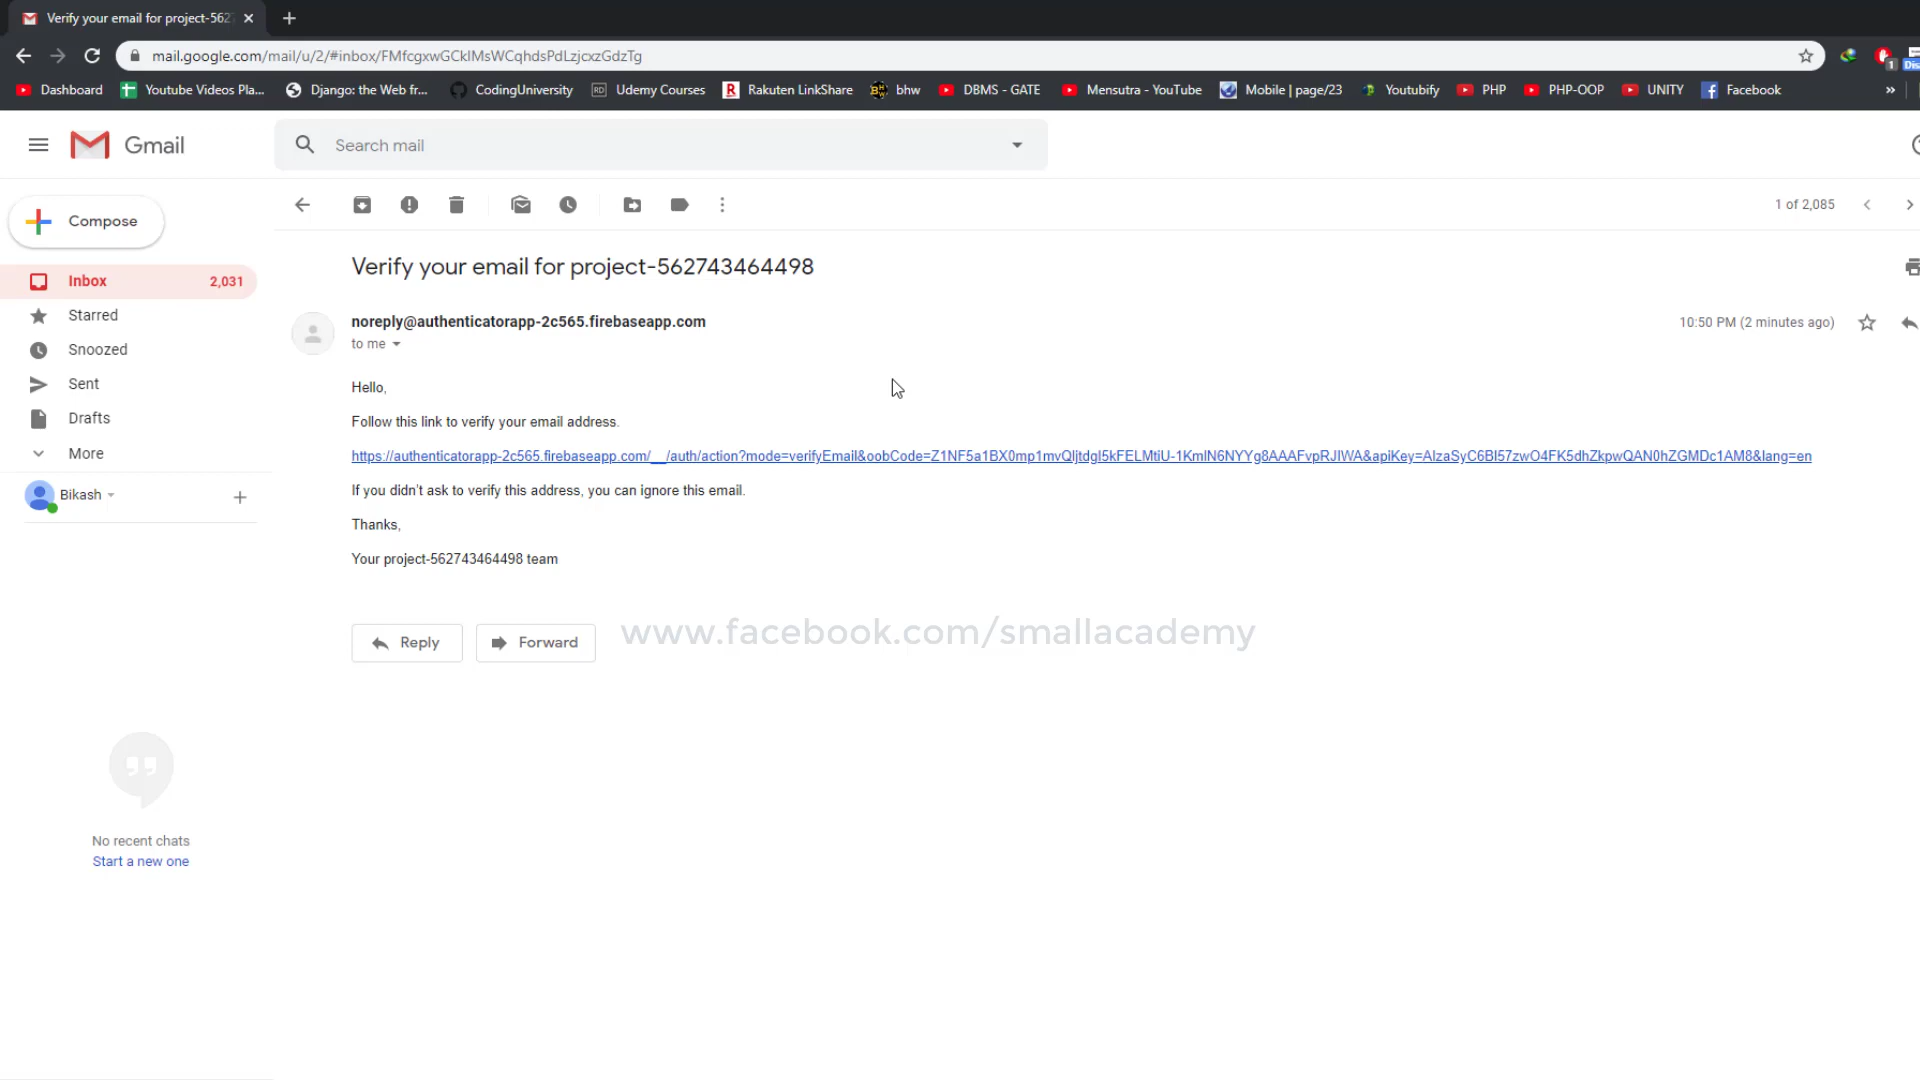 Verify your email for project-562
mail.google.com/mail/u/2/#inbox/FMfcgxwGCklMsWCqhdsPdLzjcxzGdzTg
Dashboard Youtube Videos Pla... Django: the Web fr... CodingUniversity RD Udemy Courses R Rakuten LinkShare bhw DBMS - GATE Mensutra - YouTube Mobile | page/23 Youtubify PHP PHP-OOP UNITY Facebook »
Gmail
Search mail
1 of 2,085
Compose
Inbox 2,031
Starred
Snoozed
Sent
Drafts
More
Bikash
No recent chats
Start a new one
Verify your email for project-562743464498
noreply@authenticatorapp-2c565.firebaseapp.com
10:50 PM (2 minutes ago)
to me
Hello,
Follow this link to verify your email address.
https://authenticatorapp-2c565.firebaseapp.com/__/auth/action?mode=verifyEmail&oobCode=Z1NF5a1BX0mp1mvQljtdgI5kFELMtiU-1KmlN6NYYg8AAAFvpRJIWA&apiKey=AIzaSyC6BI57zwO4FK5dhZkpwQAN0hZGMDc1AM8&lang=en
If you didn't ask to verify this address, you can ignore this email.
Thanks,
Your project-562743464498 team
Reply
Forward
www.facebook.com/smallacademy